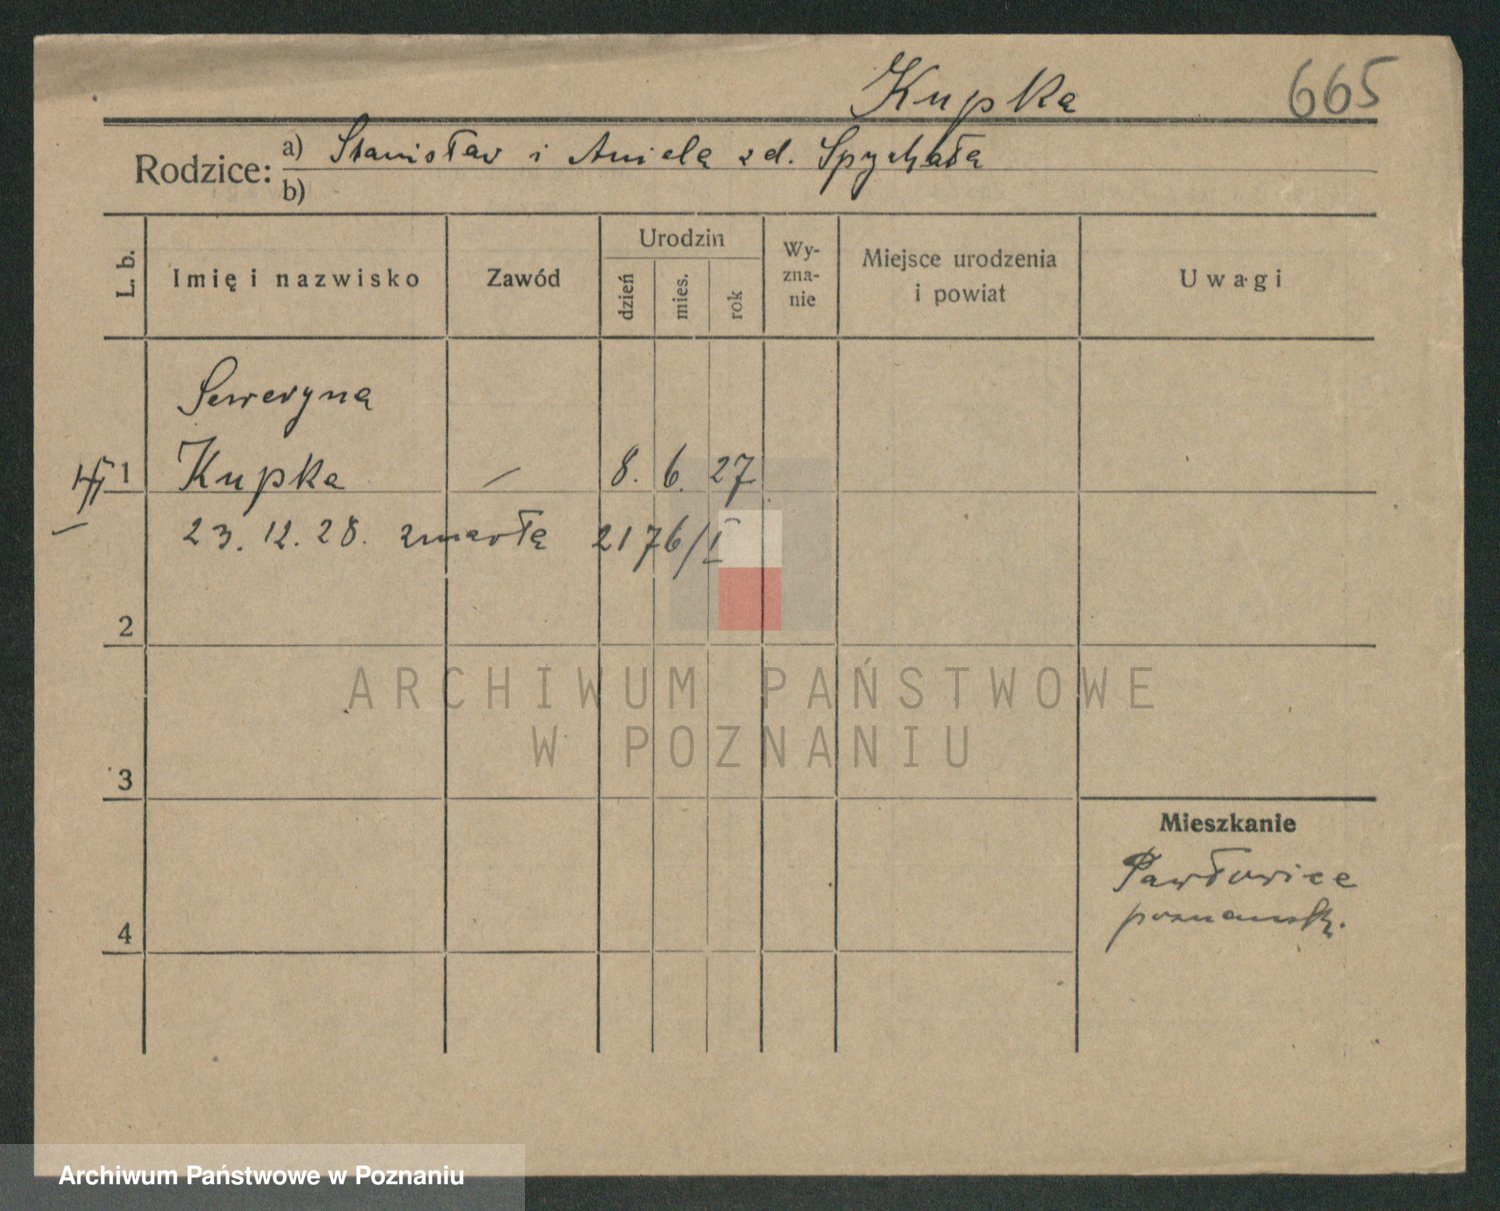 Kupka
665
Rodzice:
a) Stanisław i Aniela zd. Spychała
b)
L. b.
Imię i nazwisko
Zawód
Urodzin
dzień
mies.
rok
Wy-
zna-
nie
Miejsce urodzenia
i powiat
Uwagi
Seweryna
1 Kupka — 8. 6. 27
23. 12. 28. zmarła 2176/I
2
ARCHIWUM PAŃSTWOWE
W POZNANIU
3
Mieszkanie
Pawłowice
poznańsk.
4
Archiwum Państwowe w Poznaniu